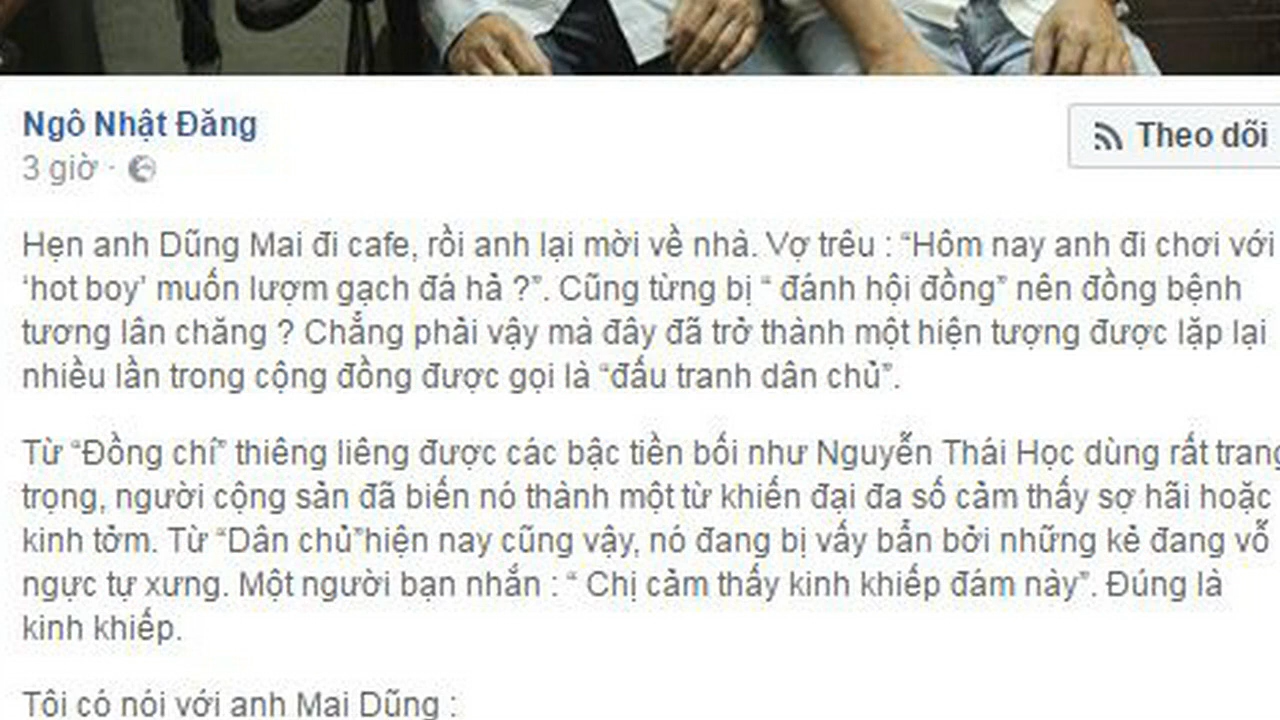 Ngô Nhật Đăng
Theo dõi
3 giờ ·
Hẹn anh Dũng Mai đi cafe, rồi anh lại mời về nhà. Vợ trêu : “Hôm nay anh đi chơi với
‘hot boy’ muốn lượm gạch đá hả ?”. Cũng từng bị “ đánh hội đồng” nên đồng bệnh
tương lân chăng ? Chẳng phải vậy mà đây đã trở thành một hiện tượng được lặp lại
nhiều lần trong cộng đồng được gọi là “đấu tranh dân chủ”.
Từ “Đồng chí” thiêng liêng được các bậc tiền bối như Nguyễn Thái Học dùng rất trang
trọng, người cộng sản đã biến nó thành một từ khiến đại đa số cảm thấy sợ hãi hoặc
kinh tởm. Từ “Dân chủ”hiện nay cũng vậy, nó đang bị vấy bẩn bởi những kẻ đang vỗ
ngực tự xưng. Một người bạn nhắn : “ Chị cảm thấy kinh khiếp đám này”. Đúng là
kinh khiếp.
Tôi có nói với anh Mai Dũng :